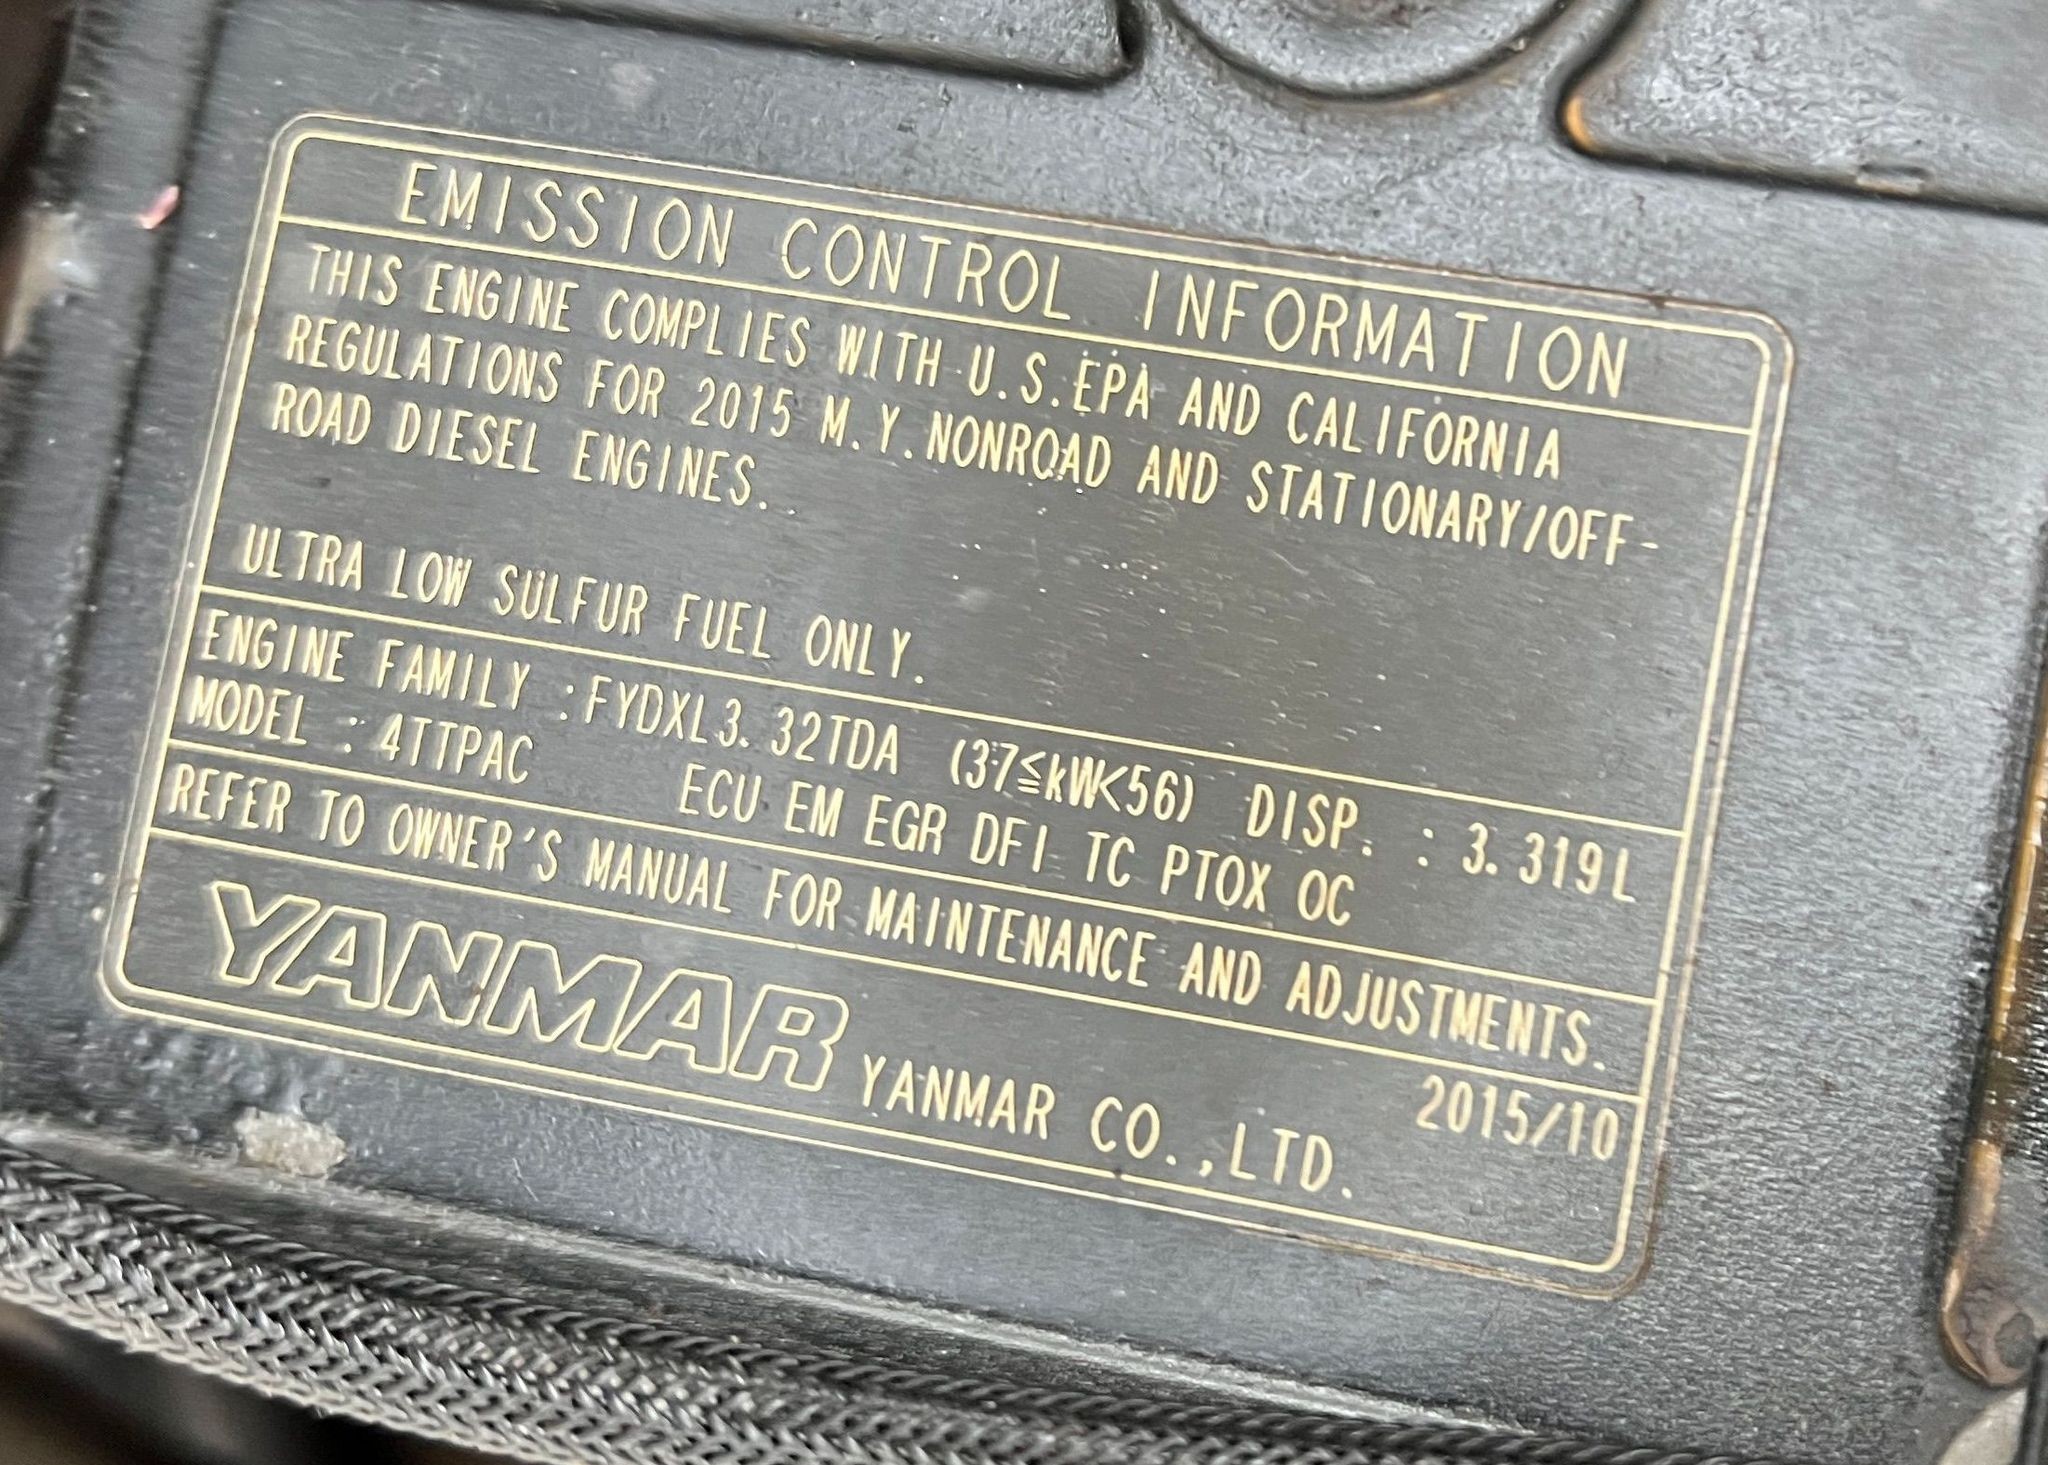 EMISSION CONTROL INFORMATION
THIS ENGINE COMPLIES WITH U.S.EPA AND CALIFORNIA
REGULATIONS FOR 2015 M.Y.NONROAD AND STATIONARY/OFF-
ROAD DIESEL ENGINES.
ULTRA LOW SULFUR FUEL ONLY.
ENGINE FAMILY :FYDXL3.32TDA (37≦kW<56) DISP. : 3.319L
MODEL : 4TTPAC ECU EM EGR DFI TC PTOX OC
REFER TO OWNER'S MANUAL FOR MAINTENANCE AND ADJUSTMENTS.
YANMAR YANMAR CO.,LTD. 2015/10